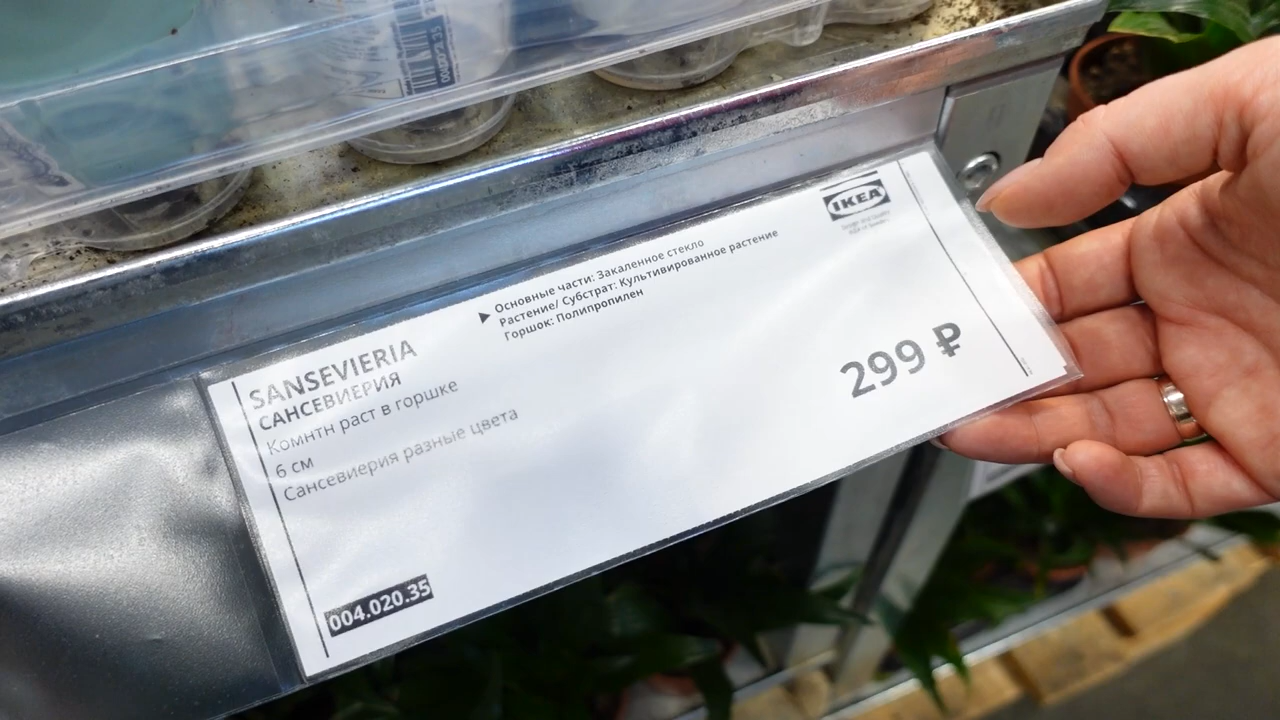 IKEA
Основные части: Закаленное стекло
Растение/ Субстрат: Культивированное растение
Горшок: Полипропилен
SANSEVIERIA
САНСЕВИЕРИЯ
Комнтн раст в горшке
6 см
Сансевиерия разные цвета
299 ₽
004.020.35